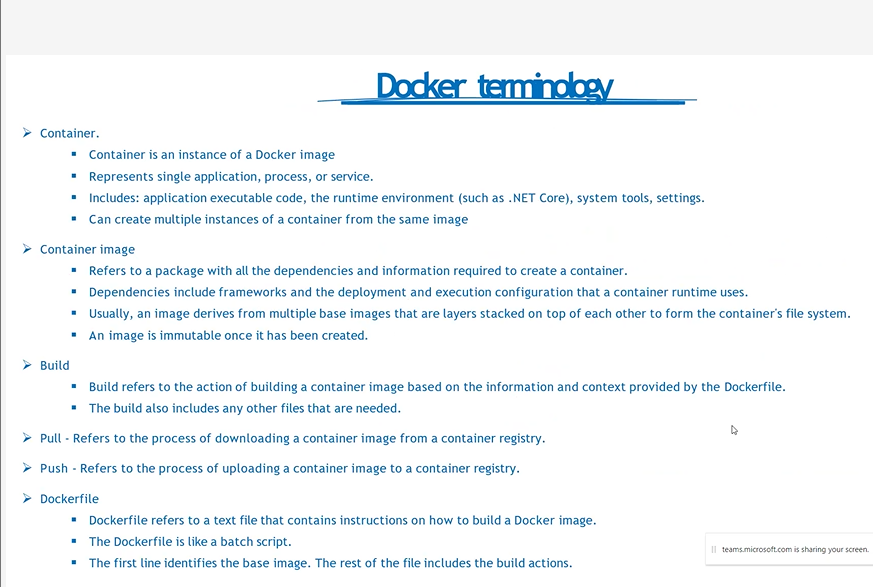 Docker terminology
Container.
Container is an instance of a Docker image
Represents single application, process, or service.
Includes: application executable code, the runtime environment (such as .NET Core), system tools, settings.
Can create multiple instances of a container from the same image
Container image
Refers to a package with all the dependencies and information required to create a container.
Dependencies include frameworks and the deployment and execution configuration that a container runtime uses.
Usually, an image derives from multiple base images that are layers stacked on top of each other to form the container's file system.
An image is immutable once it has been created.
Build
Build refers to the action of building a container image based on the information and context provided by the Dockerfile.
The build also includes any other files that are needed.
Pull - Refers to the process of downloading a container image from a container registry.
Push - Refers to the process of uploading a container image to a container registry.
Dockerfile
Dockerfile refers to a text file that contains instructions on how to build a Docker image.
The Dockerfile is like a batch script.
The first line identifies the base image. The rest of the file includes the build actions.
teams.microsoft.com is sharing your screen.